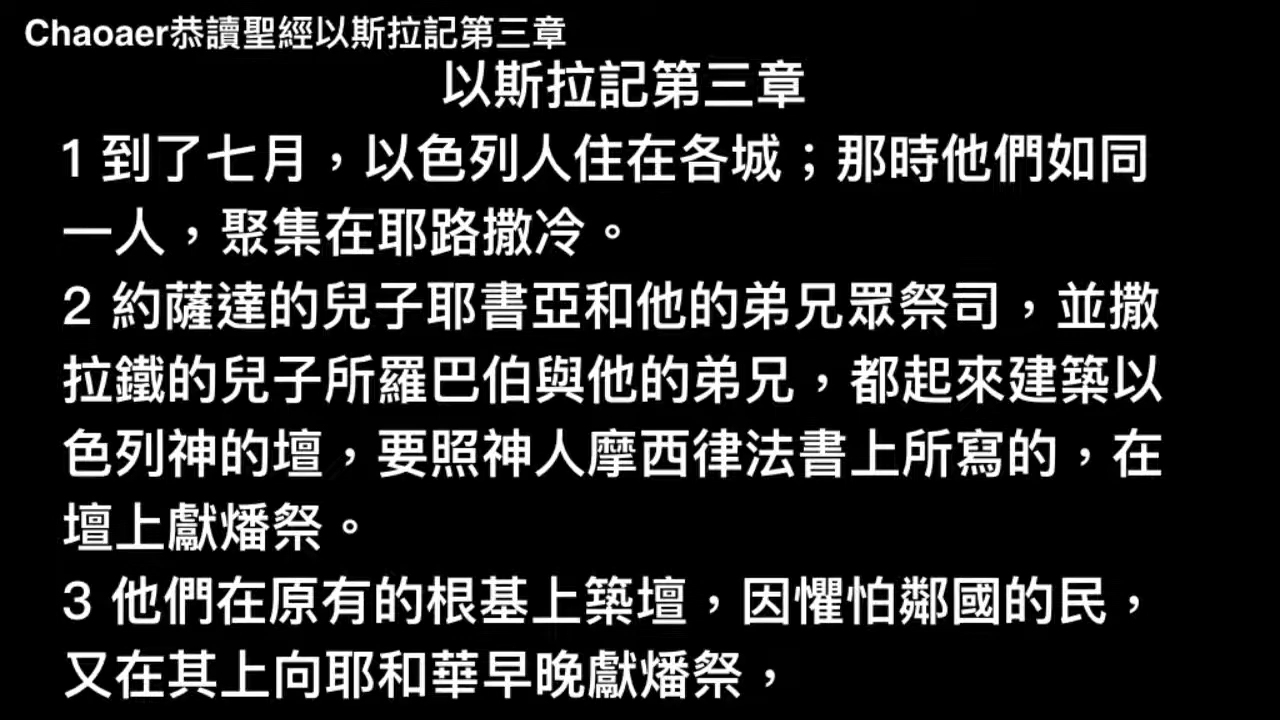 Chaoaer恭讀聖經以斯拉記第三章
以斯拉記第三章
1 到了七月，以色列人住在各城；那時他們如同
一人，聚集在耶路撒冷。
2 約薩達的兒子耶書亞和他的弟兄眾祭司，並撒
拉鐵的兒子所羅巴伯與他的弟兄，都起來建築以
色列神的壇，要照神人摩西律法書上所寫的，在
壇上獻燔祭。
3 他們在原有的根基上築壇，因懼怕鄰國的民，
又在其上向耶和華早晚獻燔祭，